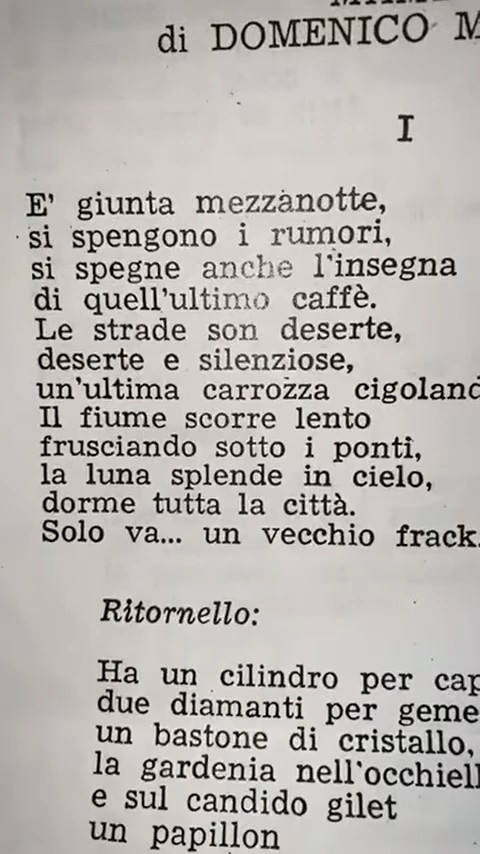 di DOMENICO M
I
E' giunta mezzanotte,
si spengono i rumori,
si spegne anche l'insegna
di quell'ultimo caffè.
Le strade son deserte,
deserte e silenziose,
un'ultima carrozza cigoland
Il fiume scorre lento
frusciando sotto i ponti,
la luna splende in cielo,
dorme tutta la città.
Solo va... un vecchio frack.
Ritornello:
Ha un cilindro per cap
due diamanti per geme
un bastone di cristallo,
la gardenia nell'occhiell
e sul candido gilet
un papillon